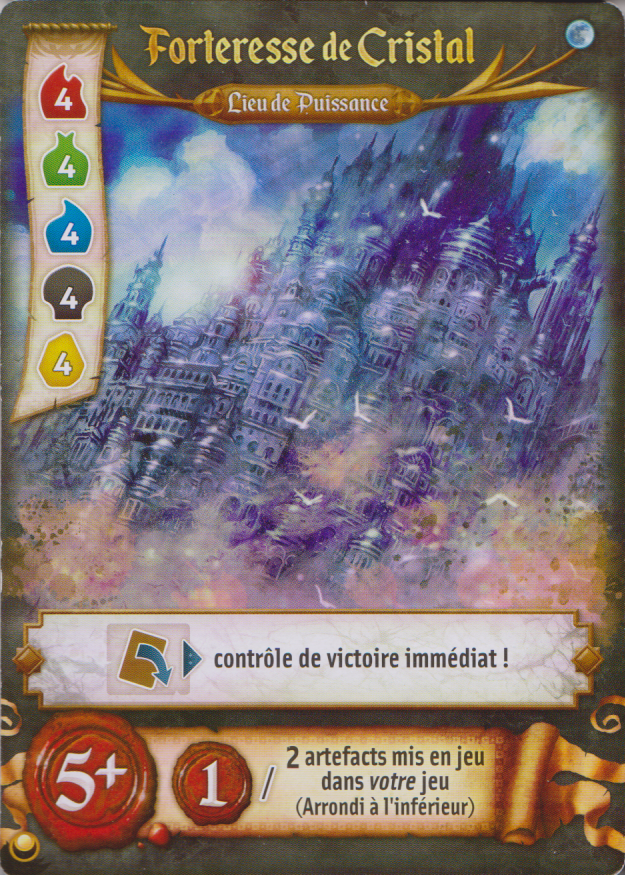 Forteresse de Cristal
Lieu de Puissance
4
4
4
4
4
contrôle de victoire immédiat !
5+
1 / 2 artefacts mis en jeu
dans votre jeu
(Arrondi à l'inférieur)